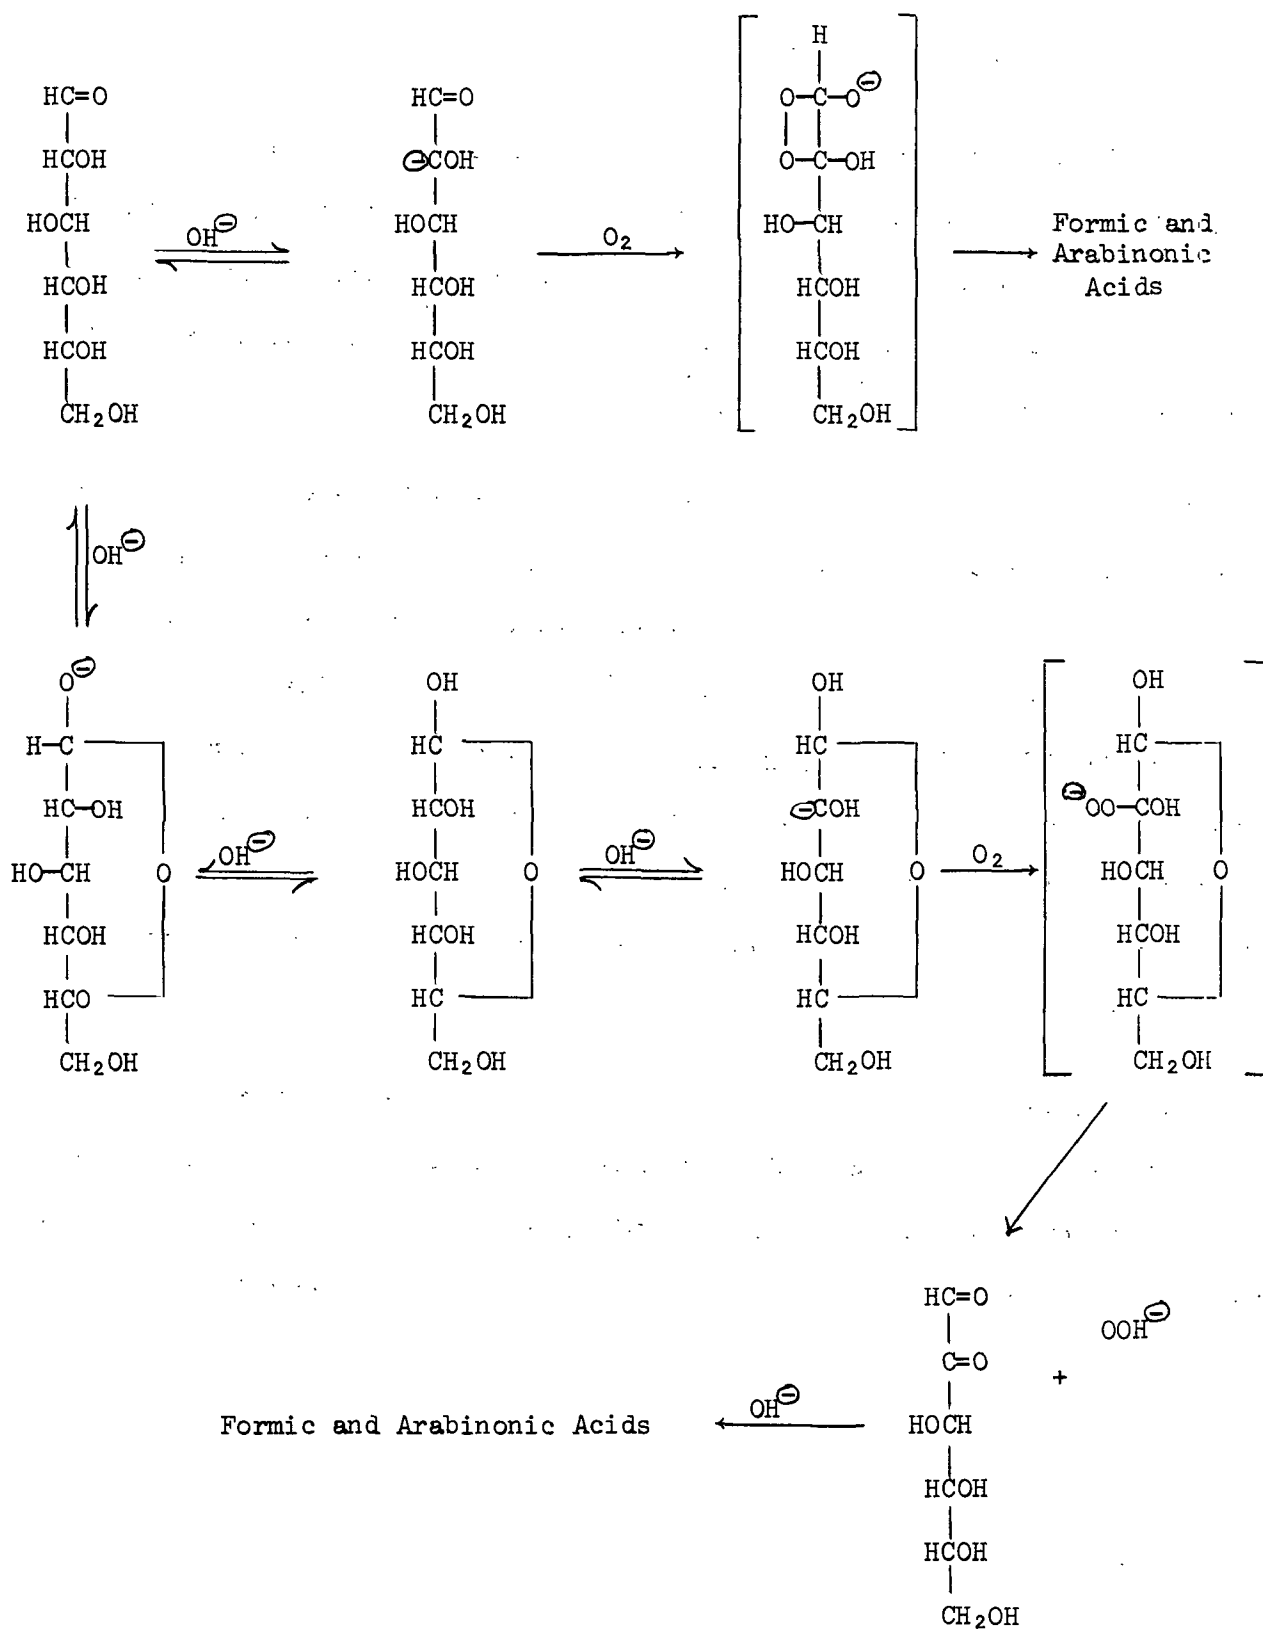 HC=O
HCOH
HOCH
HCOH
HCOH
CH₂OH
OH⊖
HC=O
⊖COH
HOCH
HCOH
HCOH
CH₂OH
O₂
H
O-C-O⊖
O-C-OH
HO-CH
HCOH
HCOH
CH₂OH
Formic and
Arabinonic
Acids
OH⊖
O⊖
H-C
HC-OH
HO-CH
O
HCOH
HCO
CH₂OH
OH⊖
OH
HC
HCOH
HOCH
O
HCOH
HC
CH₂OH
OH⊖
OH
HC
⊖COH
HOCH
O
HCOH
HC
CH₂OH
O₂
OH
HC
⊖OO-COH
HOCH
O
HCOH
HC
CH₂OH
HC=O
C=O
HOCH
HCOH
HCOH
CH₂OH
+
OOH⊖
OH⊖
Formic and Arabinonic Acids